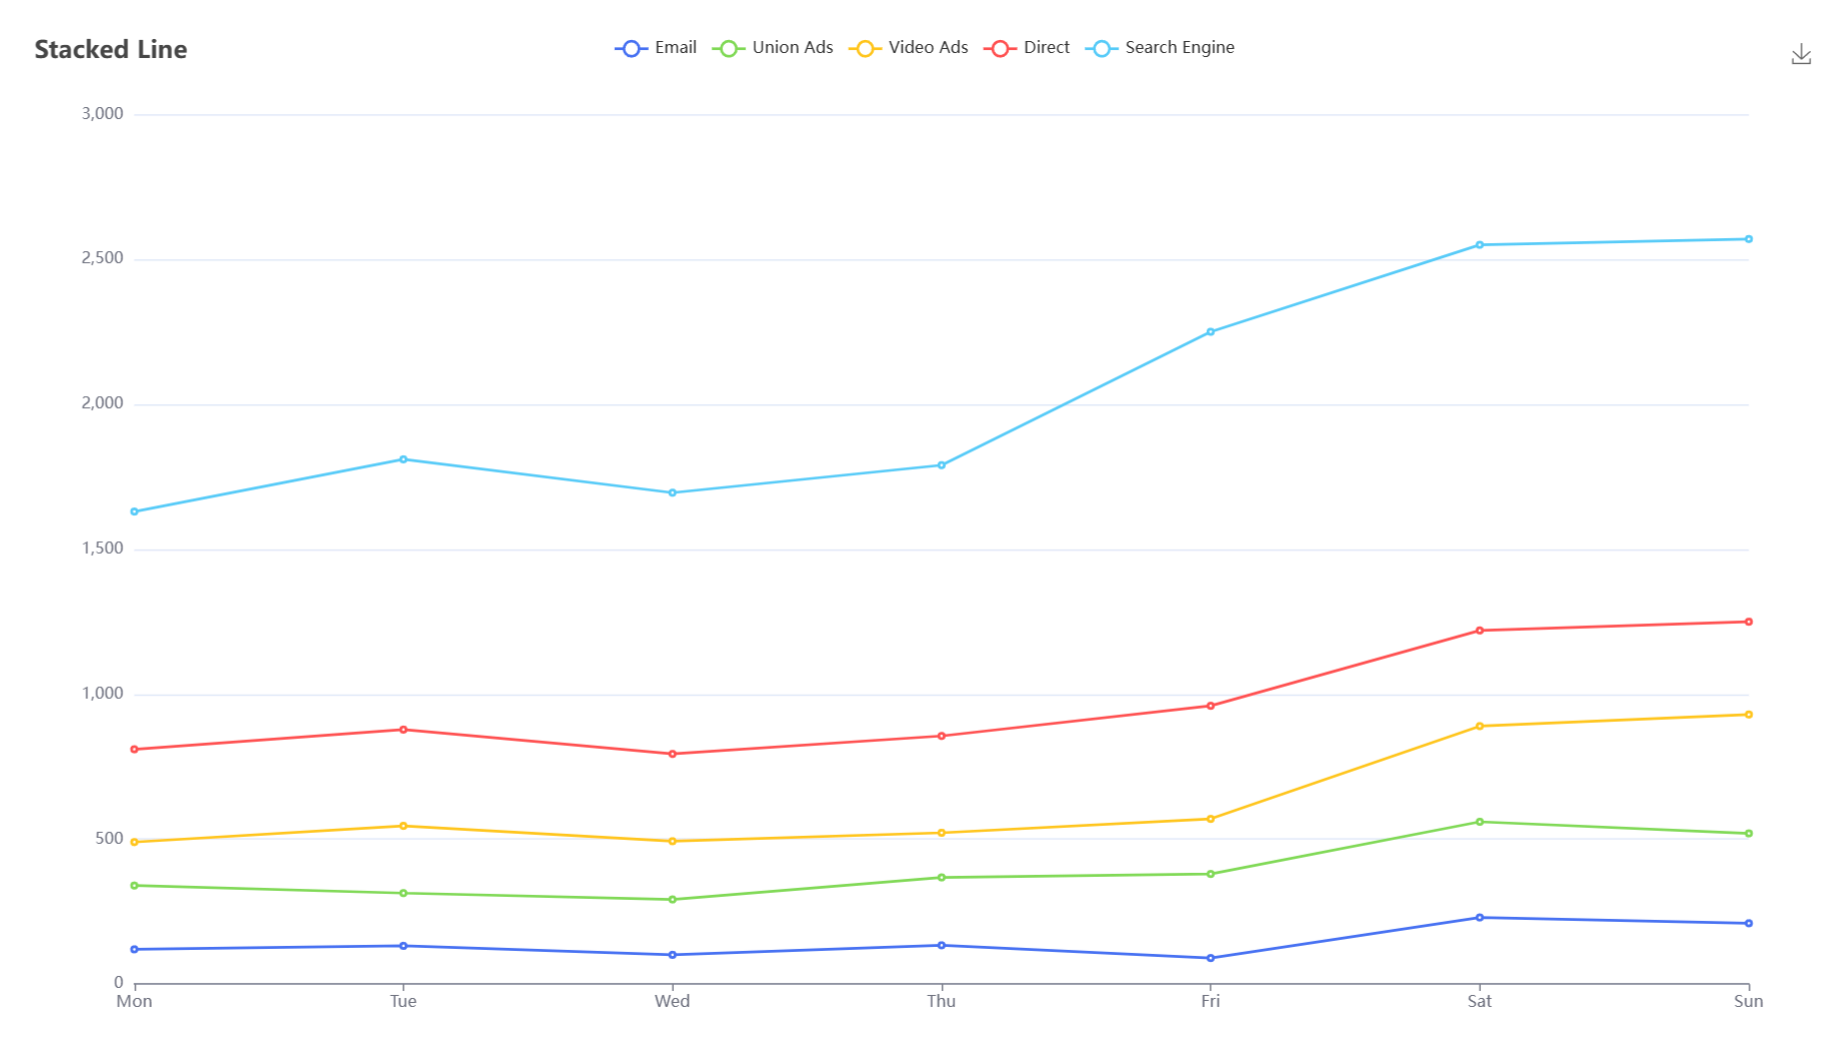 Stacked Line
Email Union Ads Video Ads Direct Search Engine
3,000
2,500
2,000
1,500
1,000
500
0
Mon Tue Wed Thu Fri Sat Sun